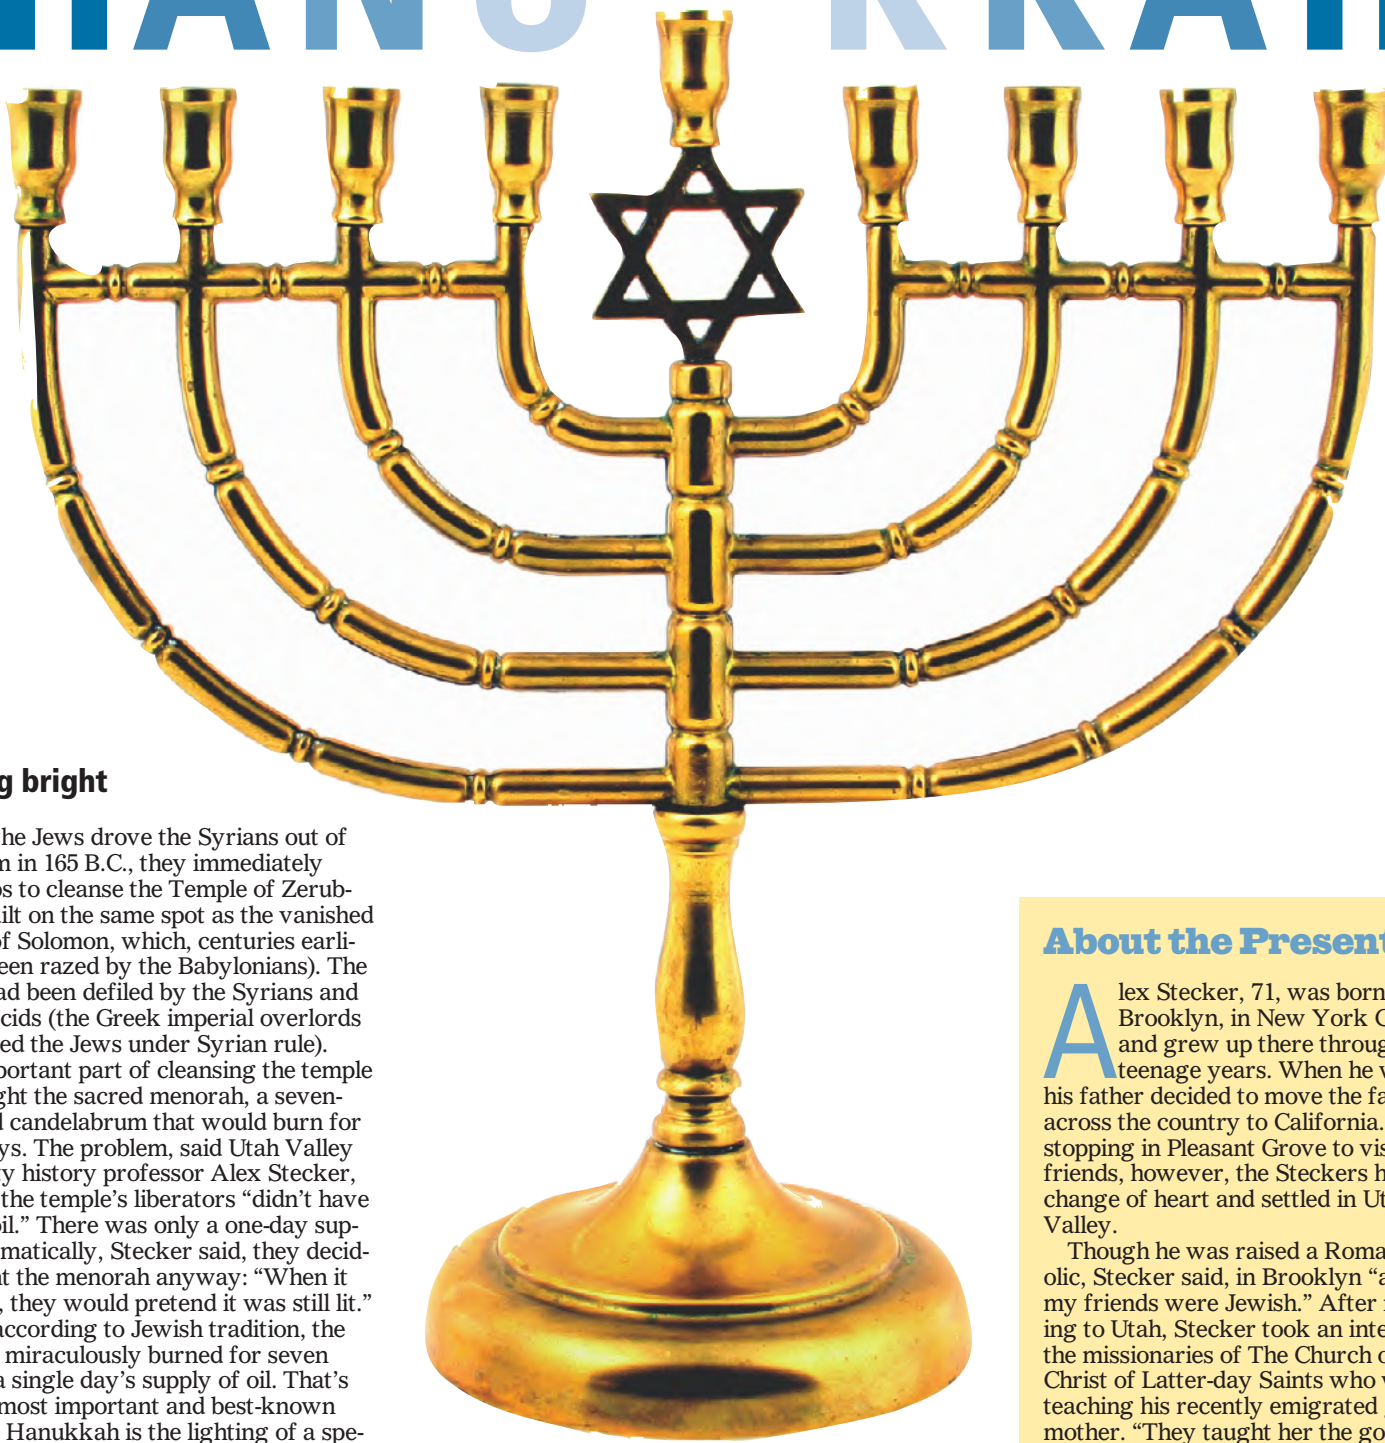 HANUKKAH
g bright
he Jews drove the Syrians out of
m in 165 B.C., they immediately
os to cleanse the Temple of Zerub-
uilt on the same spot as the vanished
of Solomon, which, centuries earli-
een razed by the Babylonians). The
ad been defiled by the Syrians and
cids (the Greek imperial overlords
ed the Jews under Syrian rule).
portant part of cleansing the temple
ght the sacred menorah, a seven-
d candelabrum that would burn for
ys. The problem, said Utah Valley
ty history professor Alex Stecker,
the temple’s liberators “didn’t have
oil.” There was only a one-day sup-
matically, Stecker said, they decid-
ht the menorah anyway: “When it
, they would pretend it was still lit.”
according to Jewish tradition, the
miraculously burned for seven
a single day’s supply of oil. That’s
most important and best-known
Hanukkah is the lighting of a spe-
About the Present
Alex Stecker, 71, was born
Brooklyn, in New York C
and grew up there throug
teenage years. When he w
his father decided to move the fa
across the country to California.
stopping in Pleasant Grove to vis
friends, however, the Steckers h
change of heart and settled in Ut
Valley.
Though he was raised a Roma
olic, Stecker said, in Brooklyn “a
my friends were Jewish.” After
ing to Utah, Stecker took an inte
the missionaries of The Church o
Christ of Latter-day Saints who w
teaching his recently emigrated
mother. “They taught her the go